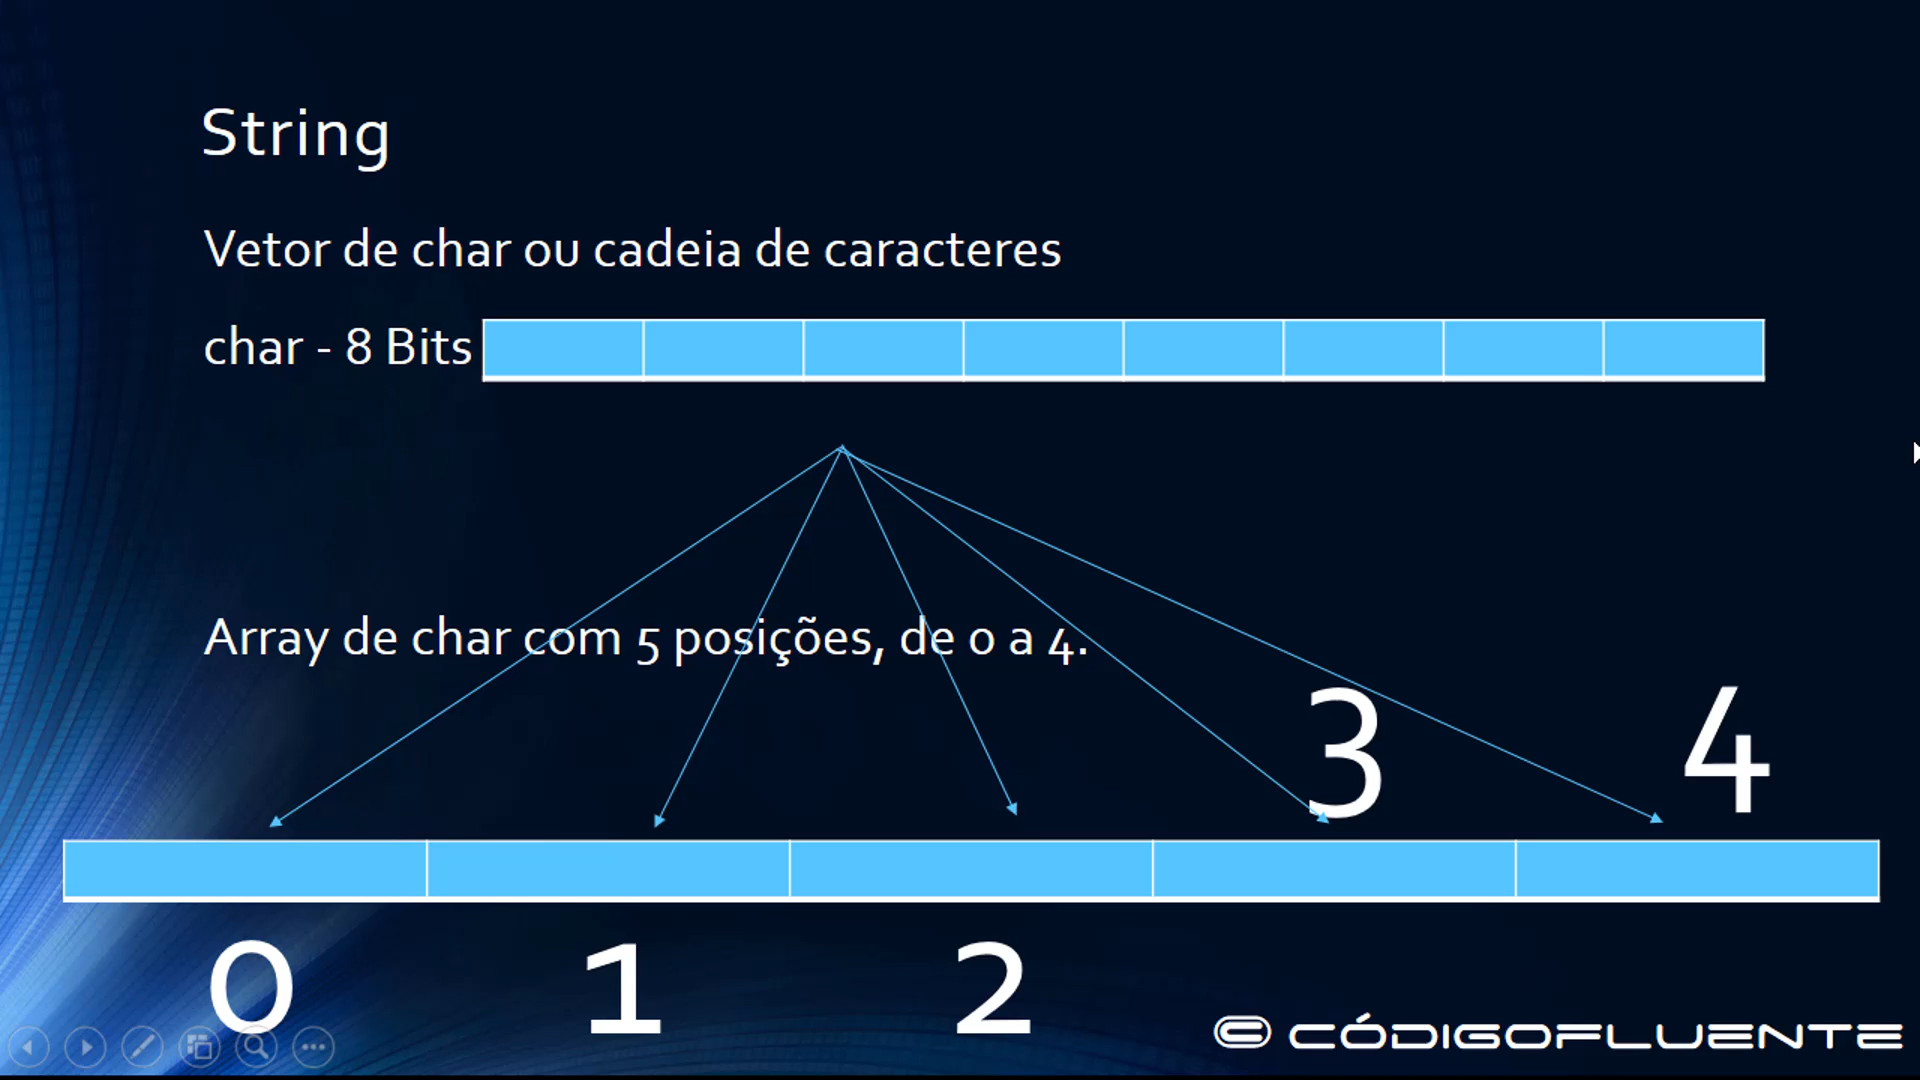 String
Vetor de char ou cadeia de caracteres
char - 8 Bits
Array de char com 5 posições, de 0 a 4.
3 4
0 1 2
CÓDIGOFLUENTE